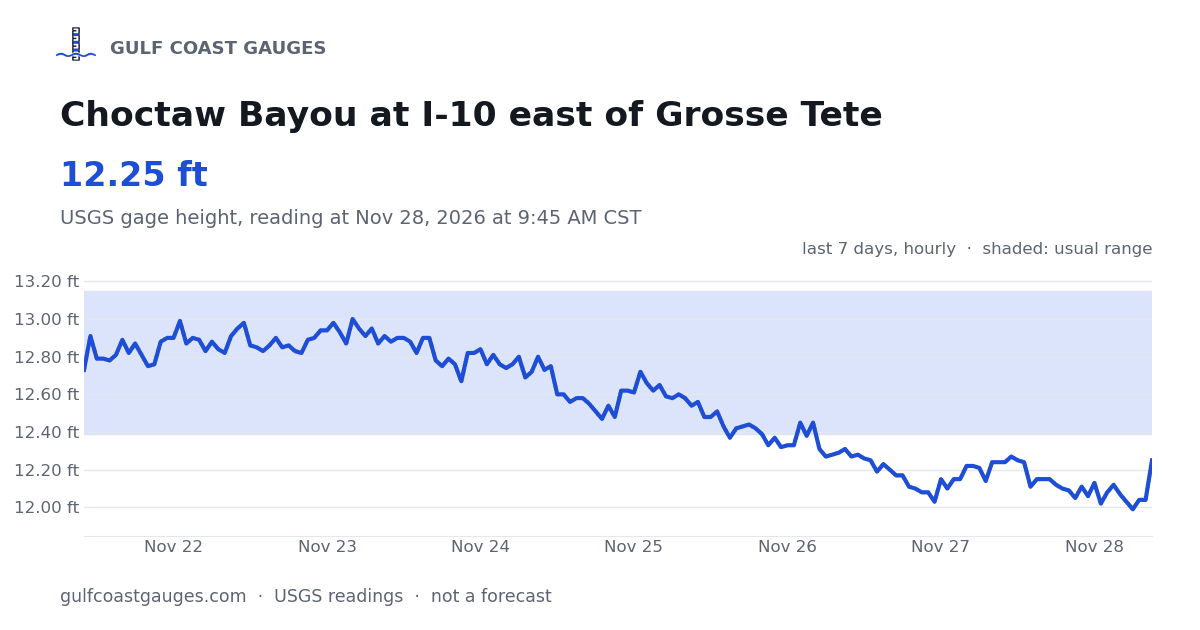 GULF COAST GAUGES
Choctaw Bayou at I-10 east of Grosse Tete
12.25 ft
USGS gage height, reading at Nov 28, 2026 at 9:45 AM CST
last 7 days, hourly · shaded: usual range
13.20 ft
13.00 ft
12.80 ft
12.60 ft
12.40 ft
12.20 ft
12.00 ft
Nov 22 Nov 23 Nov 24 Nov 25 Nov 26 Nov 27 Nov 28
gulfcoastgauges.com · USGS readings · not a forecast